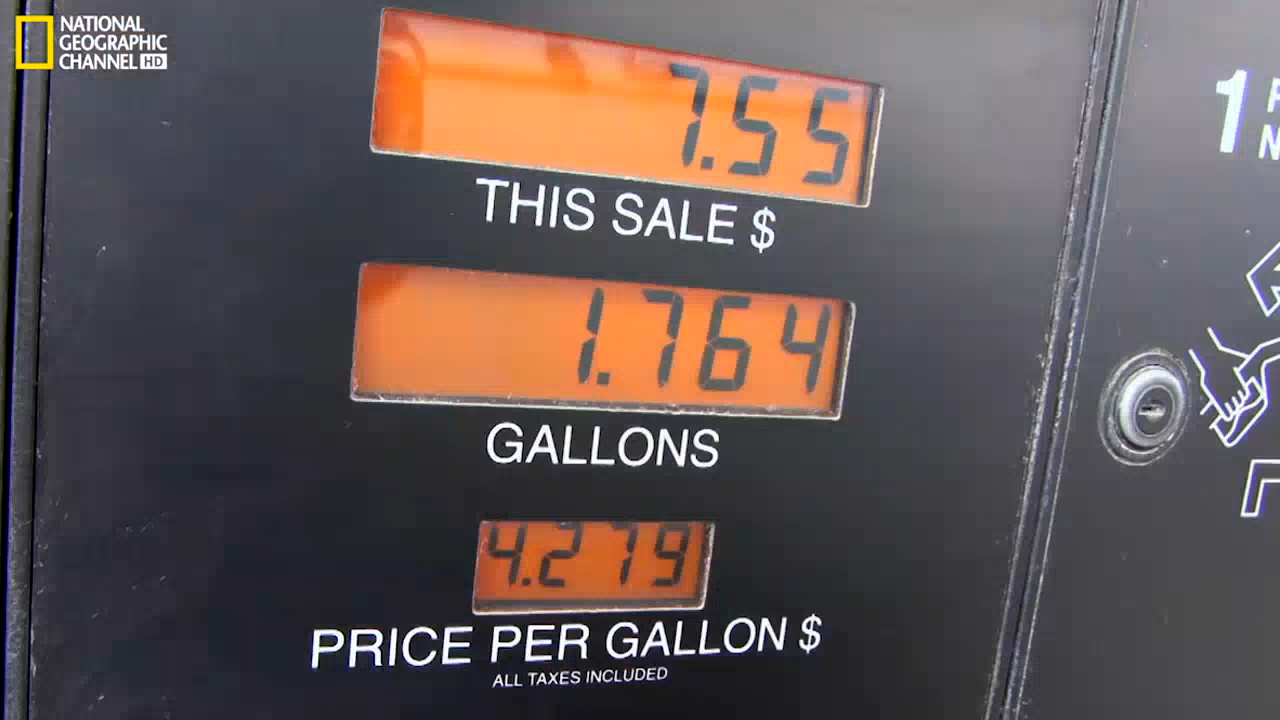 NATIONAL
GEOGRAPHIC
CHANNEL HD
7.55
THIS SALE $
1.764
GALLONS
4.279
PRICE PER GALLON $
ALL TAXES INCLUDED
1